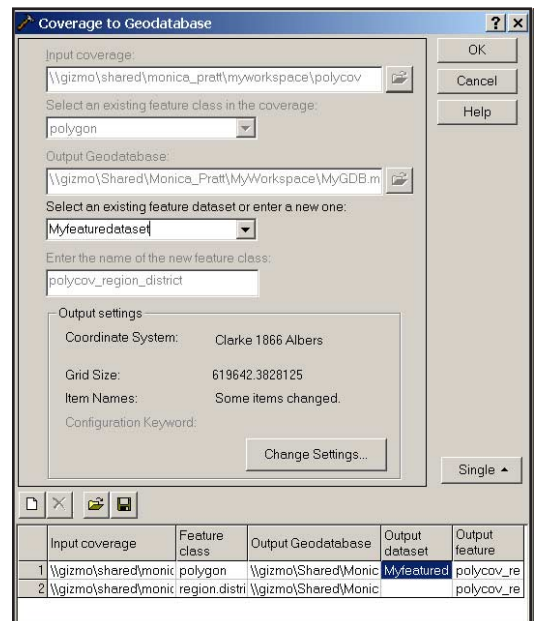 Coverage to Geodatabase
Input coverage:
\\gizmo\shared\monica_pratt\myworkspace\polycov
Select an existing feature class in the coverage:
polygon
Output Geodatabase:
\\gizmo\Shared\Monica_Pratt\MyWorkspace\MyGDB.m
Select an existing feature dataset or enter a new one:
Myfeaturedataset
Enter the name of the new feature class:
polycov_region_district
Output settings
Coordinate System: Clarke 1866 Albers
Grid Size: 619642.3828125
Item Names: Some items changed.
Configuration Keyword:
Change Settings...
OK
Cancel
Help
Single
Input coverage Feature class Output Geodatabase Output dataset Output feature
1 \\gizmo\shared\monic polygon \\gizmo\Shared\Monic Myfeatured polycov_re
2 \\gizmo\shared\monic region.distri \\gizmo\Shared\Monic polycov_re